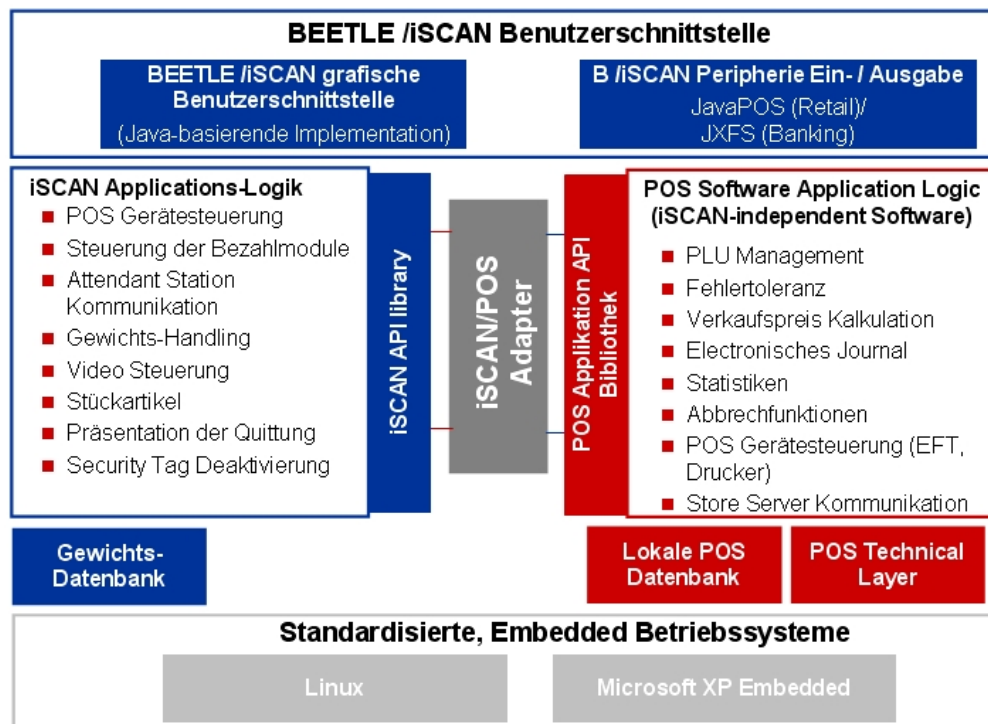 BEETLE /iSCAN Benutzerschnittstelle
BEETLE /iSCAN grafische
Benutzerschnittstelle
(Java-basierende Implementation)
B /iSCAN Peripherie Ein- / Ausgabe
JavaPOS (Retail)/
JXFS (Banking)
iSCAN Applications-Logik
POS Gerätesteuerung
Steuerung der Bezahlmodule
Attendant Station
Kommunikation
Gewichts-Handling
Video Steuerung
Stückartikel
Präsentation der Quittung
Security Tag Deaktivierung
iSCAN API library
iSCAN/POS
Adapter
POS Applikation API
Bibliothek
POS Software Application Logic
(iSCAN-independent Software)
PLU Management
Fehlertoleranz
Verkaufspreis Kalkulation
Electronisches Journal
Statistiken
Abbrechfunktionen
POS Gerätesteuerung (EFT,
Drucker)
Store Server Kommunikation
Gewichts-
Datenbank
Lokale POS
Datenbank
POS Technical
Layer
Standardisierte, Embedded Betriebssysteme
Linux
Microsoft XP Embedded